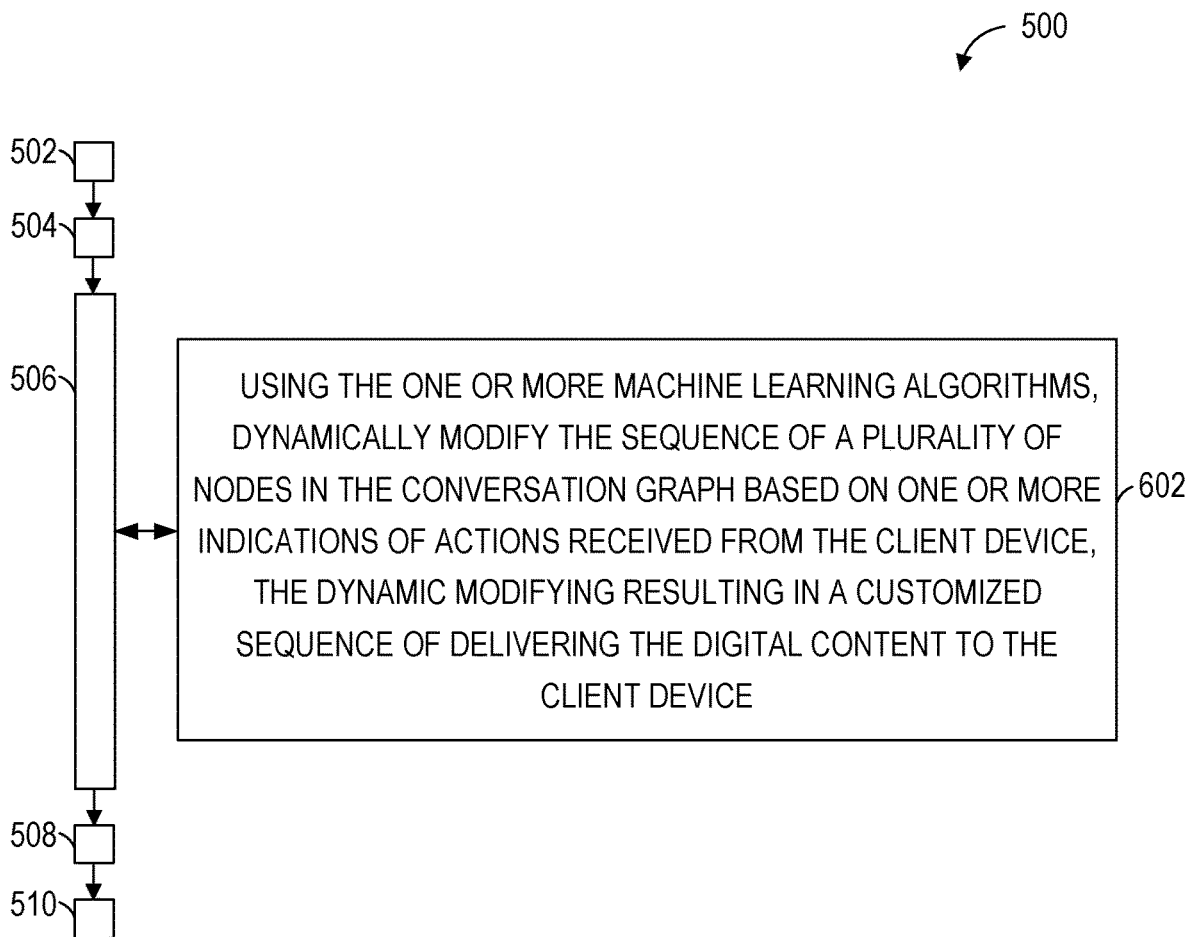 500
502
504
506
USING THE ONE OR MORE MACHINE LEARNING ALGORITHMS,
DYNAMICALLY MODIFY THE SEQUENCE OF A PLURALITY OF
NODES IN THE CONVERSATION GRAPH BASED ON ONE OR MORE
INDICATIONS OF ACTIONS RECEIVED FROM THE CLIENT DEVICE,
THE DYNAMIC MODIFYING RESULTING IN A CUSTOMIZED
SEQUENCE OF DELIVERING THE DIGITAL CONTENT TO THE
CLIENT DEVICE
602
508
510